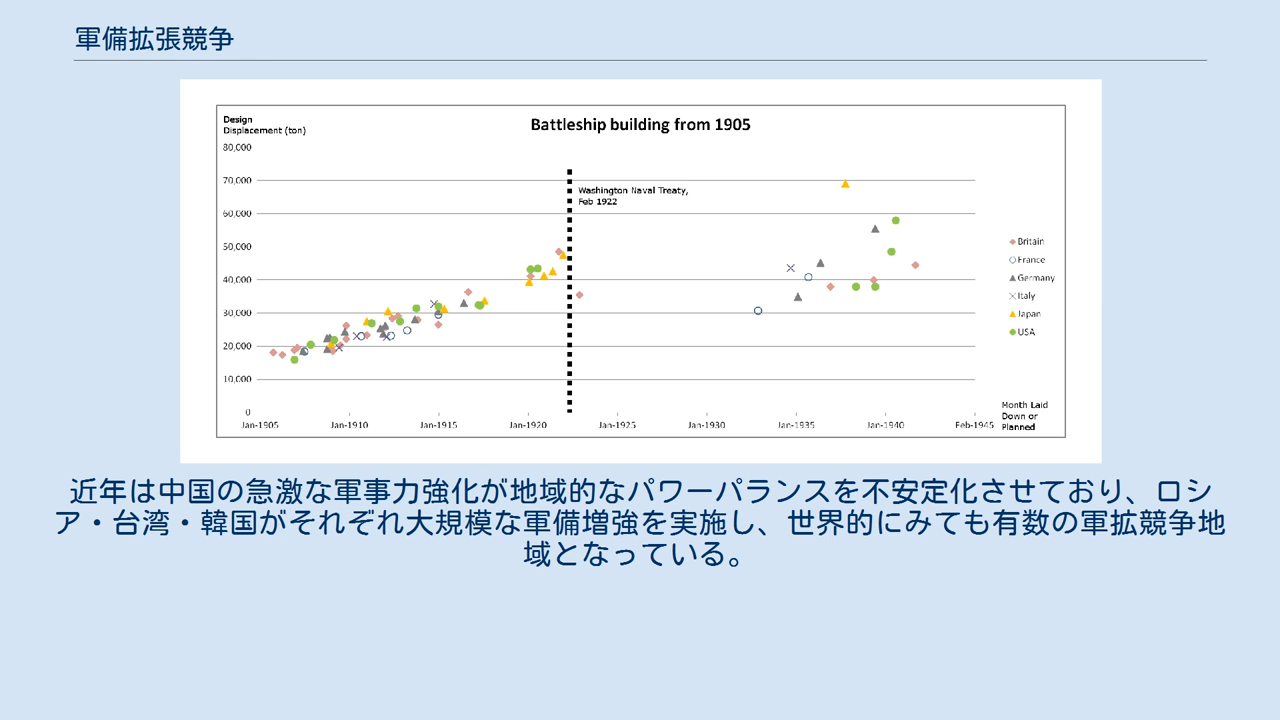 軍備拡張競争
Battleship building from 1905
Design
Displacement (ton)
80,000
70,000
60,000
50,000
40,000
30,000
20,000
10,000
0
Washington Naval Treaty,
Feb 1922
Britain
France
Germany
Italy
Japan
USA
Jan-1905 Jan-1910 Jan-1915 Jan-1920 Jan-1925 Jan-1930 Jan-1935 Jan-1940 Feb-1945
Month Laid
Down or
Planned
近年は中国の急激な軍事力強化が地域的なパワーバランスを不安定化させており、ロシ
ア・台湾・韓国がそれぞれ大規模な軍備増強を実施し、世界的にみても有数の軍拡競争地
域となっている。